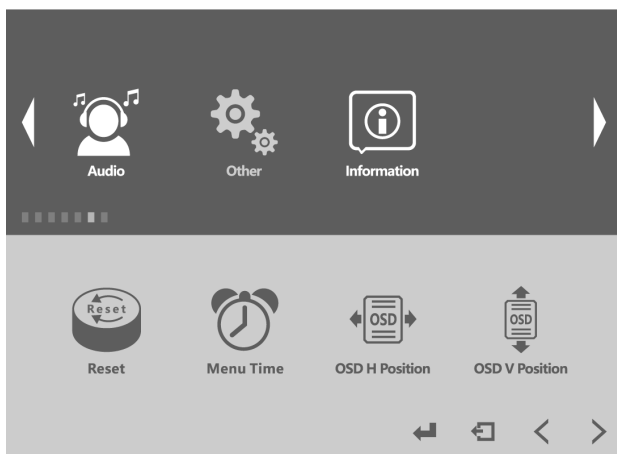 Audio
Other
Information
Reset
OSD
OSD
Reset
Menu Time
OSD H Position
OSD V Position